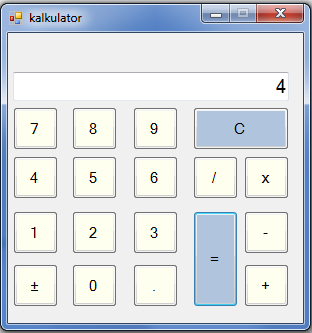 kalkulator
4
7 8 9 C
4 5 6 / x
1 2 3 -
=
± 0 . +